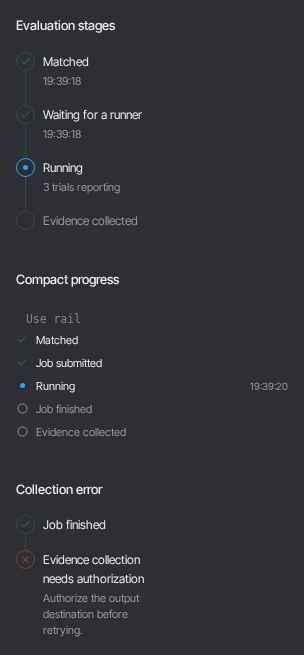 Evaluation stages
Matched
19:39:18
Waiting for a runner
19:39:18
Running
3 trials reporting
Evidence collected
Compact progress
Use rail
Matched
Job submitted
Running 19:39:20
Job finished
Evidence collected
Collection error
Job finished
Evidence collection
needs authorization
Authorize the output
destination before
retrying.